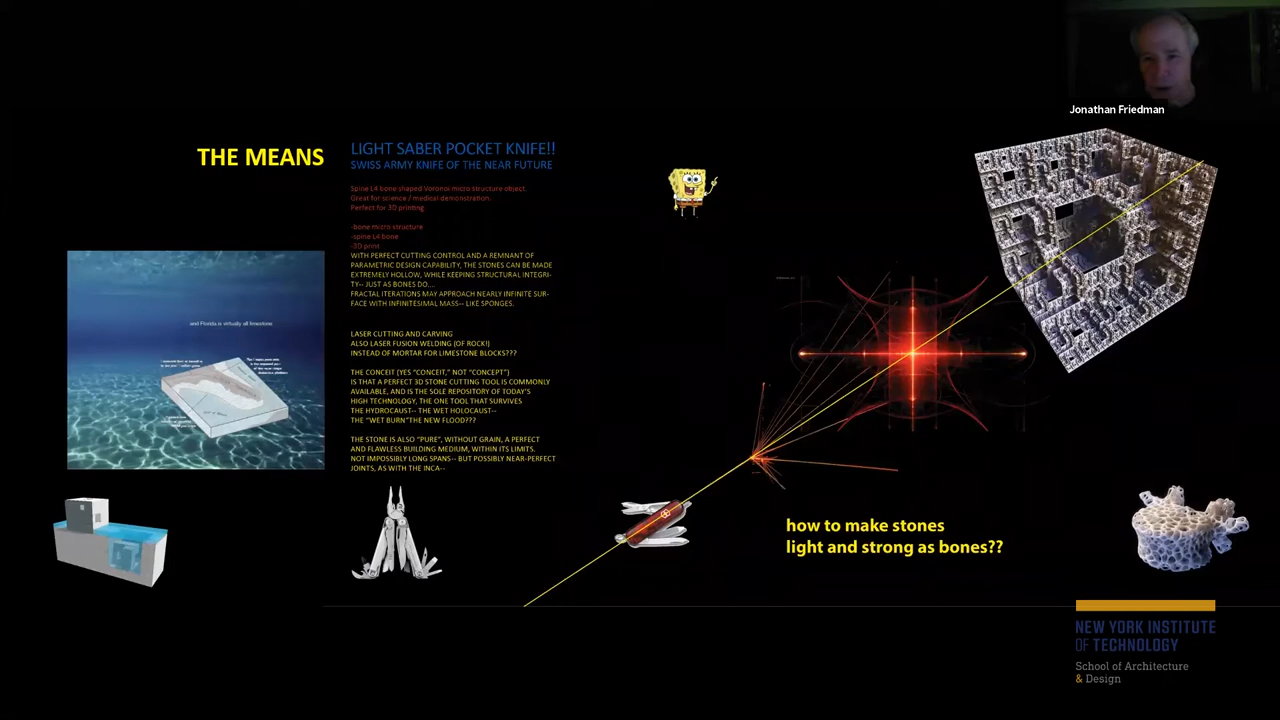 Jonathan Friedman
THE MEANS
LIGHT SABER POCKET KNIFE!!
SWISS ARMY KNIFE OF THE NEAR FUTURE
Spine L4 bone shaped Voronoi micro structure object.
Great for science / medical demonstration.
Perfect for 3D printing.
-bone micro structure
-spine L4 bone
-3D print
WITH PERFECT CUTTING CONTROL AND A REMNANT OF
PARAMETRIC DESIGN CAPABILITY, THE STONES CAN BE MADE
EXTREMELY HOLLOW, WHILE KEEPING STRUCTURAL INTEGRI-
TY-- JUST AS BONES DO....
FRACTAL ITERATIONS MAY APPROACH NEARLY INFINITE SUR-
FACE WITH INFINITESIMAL MASS-- LIKE SPONGES.
LASER CUTTING AND CARVING
ALSO LASER FUSION WELDING (OF ROCK!)
INSTEAD OF MORTAR FOR LIMESTONE BLOCKS???
THE CONCEIT (YES "CONCEIT," NOT "CONCEPT")
IS THAT A PERFECT 3D STONE CUTTING TOOL IS COMMONLY
AVAILABLE, AND IS THE SOLE REPOSITORY OF TODAY'S
HIGH TECHNOLOGY, THE ONE TOOL THAT SURVIVES
THE HYDROCAUST-- THE WET HOLOCAUST--
THE "WET BURN"THE NEW FLOOD???
THE STONE IS ALSO "PURE", WITHOUT GRAIN, A PERFECT
AND FLAWLESS BUILDING MEDIUM, WITHIN ITS LIMITS.
NOT IMPOSSIBLY LONG SPANS-- BUT POSSIBLY NEAR-PERFECT
JOINTS, AS WITH THE INCA--
and Florida is virtually all limestone
how to make stones
light and strong as bones??
NEW YORK INSTITUTE
OF TECHNOLOGY
School of Architecture
& Design